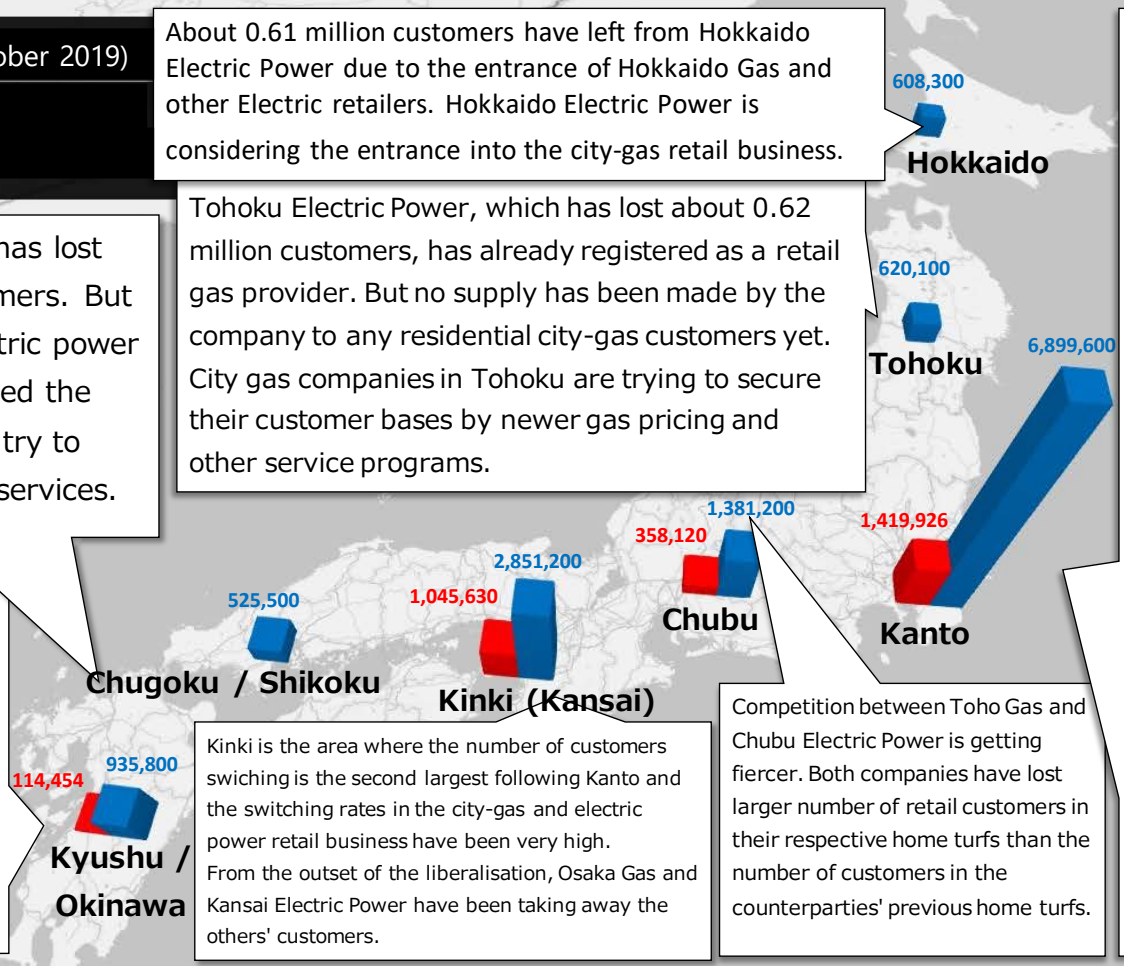 ober 2019)
About 0.61 million customers have left from Hokkaido
Electric Power due to the entrance of Hokkaido Gas and
other Electric retailers. Hokkaido Electric Power is
considering the entrance into the city-gas retail business.
608,300
Hokkaido
Tohoku Electric Power, which has lost about 0.62
million customers, has already registered as a retail
gas provider. But no supply has been made by the
company to any residential city-gas customers yet.
City gas companies in Tohoku are trying to secure
their customer bases by newer gas pricing and
other service programs.
has lost
mers. But
tric power
ed the
try to
services.
620,100
Tohoku
6,899,600
1,419,926
Kanto
1,381,200
358,120
Chubu
2,851,200
1,045,630
Kinki (Kansai)
525,500
Chugoku / Shikoku
114,454
935,800
Kyushu /
Okinawa
Kinki is the area where the number of customers
swiching is the second largest following Kanto and
the switching rates in the city-gas and electric
power retail business have been very high.
From the outset of the liberalisation, Osaka Gas and
Kansai Electric Power have been taking away the
others' customers.
Competition between Toho Gas and
Chubu Electric Power is getting
fiercer. Both companies have lost
larger number of retail customers in
their respective home turfs than the
number of customers in the
counterparties' previous home turfs.